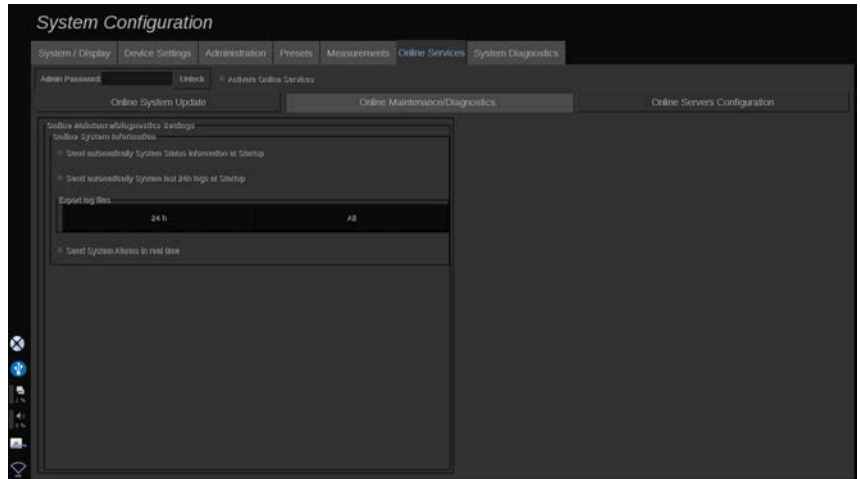 System Configuration
System / Display Device Settings Administration Presets Measurements Online Services System Diagnostics
Admin Password: Unlock Activate Online Services
Online System Update Online Maintenance/Diagnostics Online Servers Configuration
Online Maintenance/Diagnostics Settings
Online System Information
Send automatically System Status Information at Startup
Send automatically System last 24h logs at Startup
Export log files
24 h All
Send System Alarms in real time